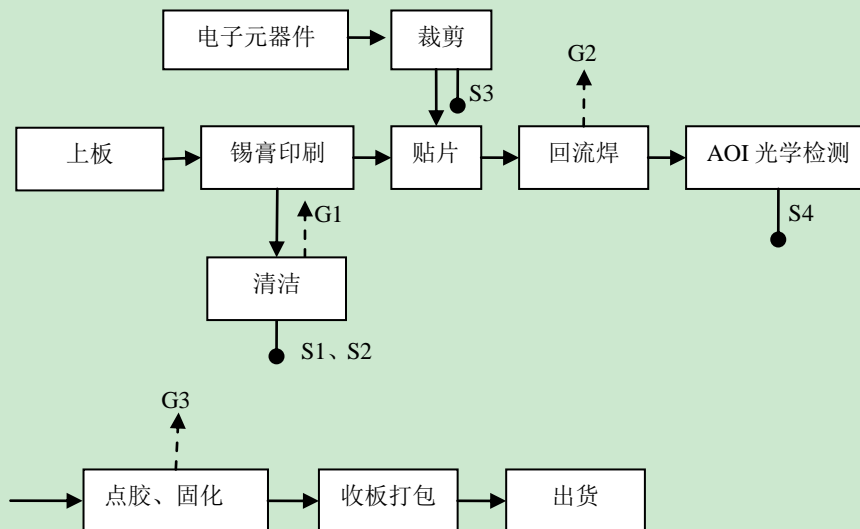 电子元器件
裁剪
G2
S3
上板
锡膏印刷
贴片
回流焊
AOI 光学检测
G1
S4
清洁
S1、S2
G3
点胶、固化
收板打包
出货